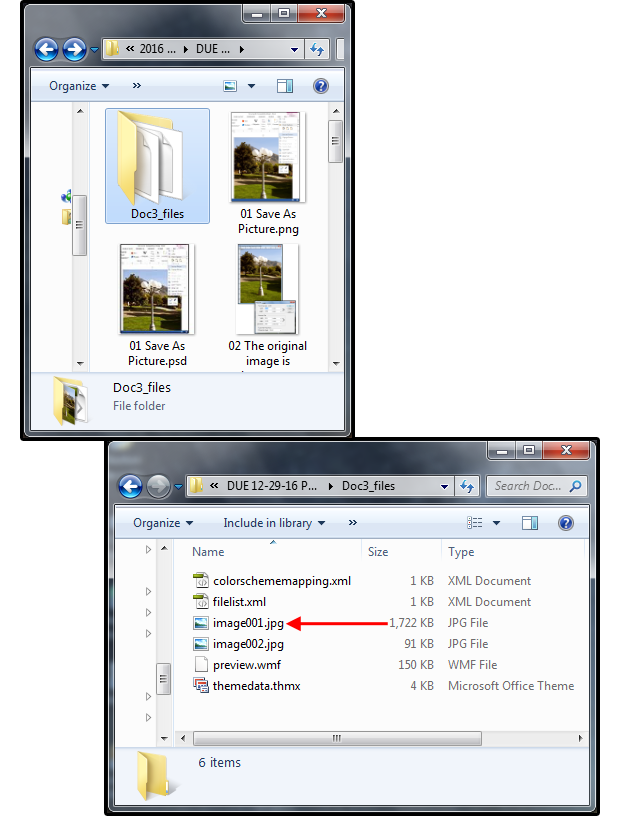 « 2016 ... DUE ...
Organize »
Doc3_files
01 Save As
Picture.png
01 Save As
Picture.psd
02 The original
image is
Doc3_files
File folder
« DUE 12-29-16 P... Doc3_files
Search Doc...
Organize Include in library »
Name Size Type
colorschememapping.xml 1 KB XML Document
filelist.xml 1 KB XML Document
image001.jpg 1,722 KB JPG File
image002.jpg 91 KB JPG File
preview.wmf 150 KB WMF File
themedata.thmx 4 KB Microsoft Office Theme
6 items